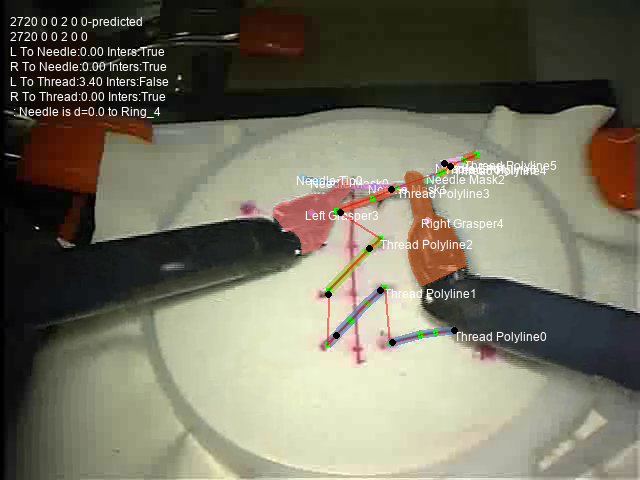 2720 0 0 2 0 0-predicted
2720 0 0 2 0 0
L To Needle:0.00 Inters:True
R To Needle:0.00 Inters:True
L To Thread:3.40 Inters:False
R To Thread:0.00 Inters:True
: Needle is d=0.0 to Ring_4
Thread Polyline5
Needle Tip0
Needle Mask2
Thread Polyline3
Left Grasper3
Right Grasper4
Thread Polyline2
Thread Polyline1
Thread Polyline0